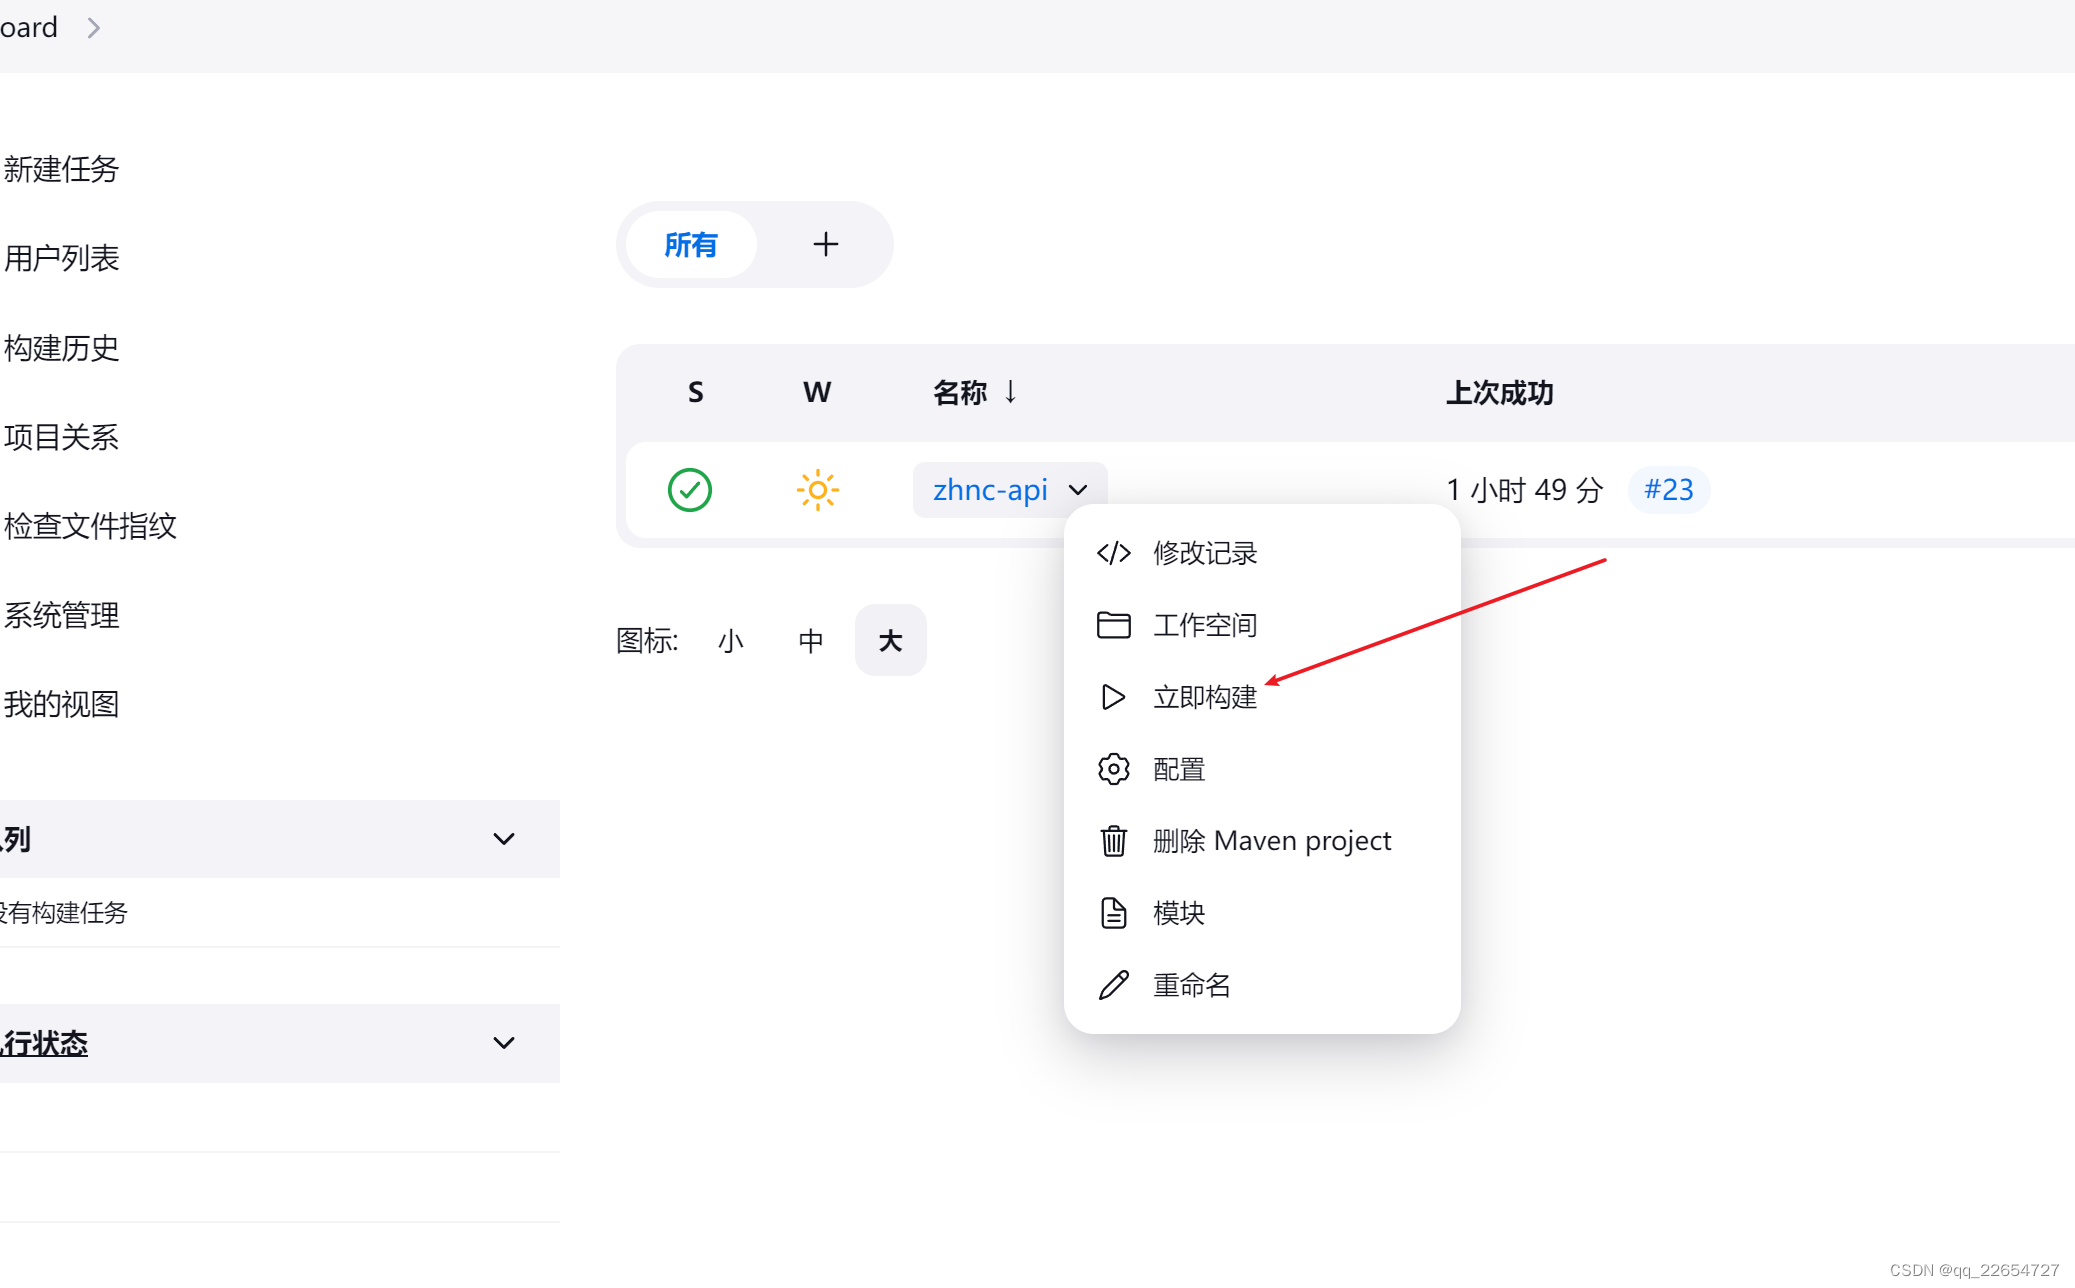 oard
新建任务
用户列表
构建历史
项目关系
检查文件指纹
系统管理
我的视图
列
没有构建任务
行状态
所有 +
S W 名称 ↓ 上次成功
zhnc-api 1 小时 49 分 #23
修改记录
工作空间
立即构建
配置
删除 Maven project
模块
重命名
图标: 小 中 大
CSDN @qq_22654727